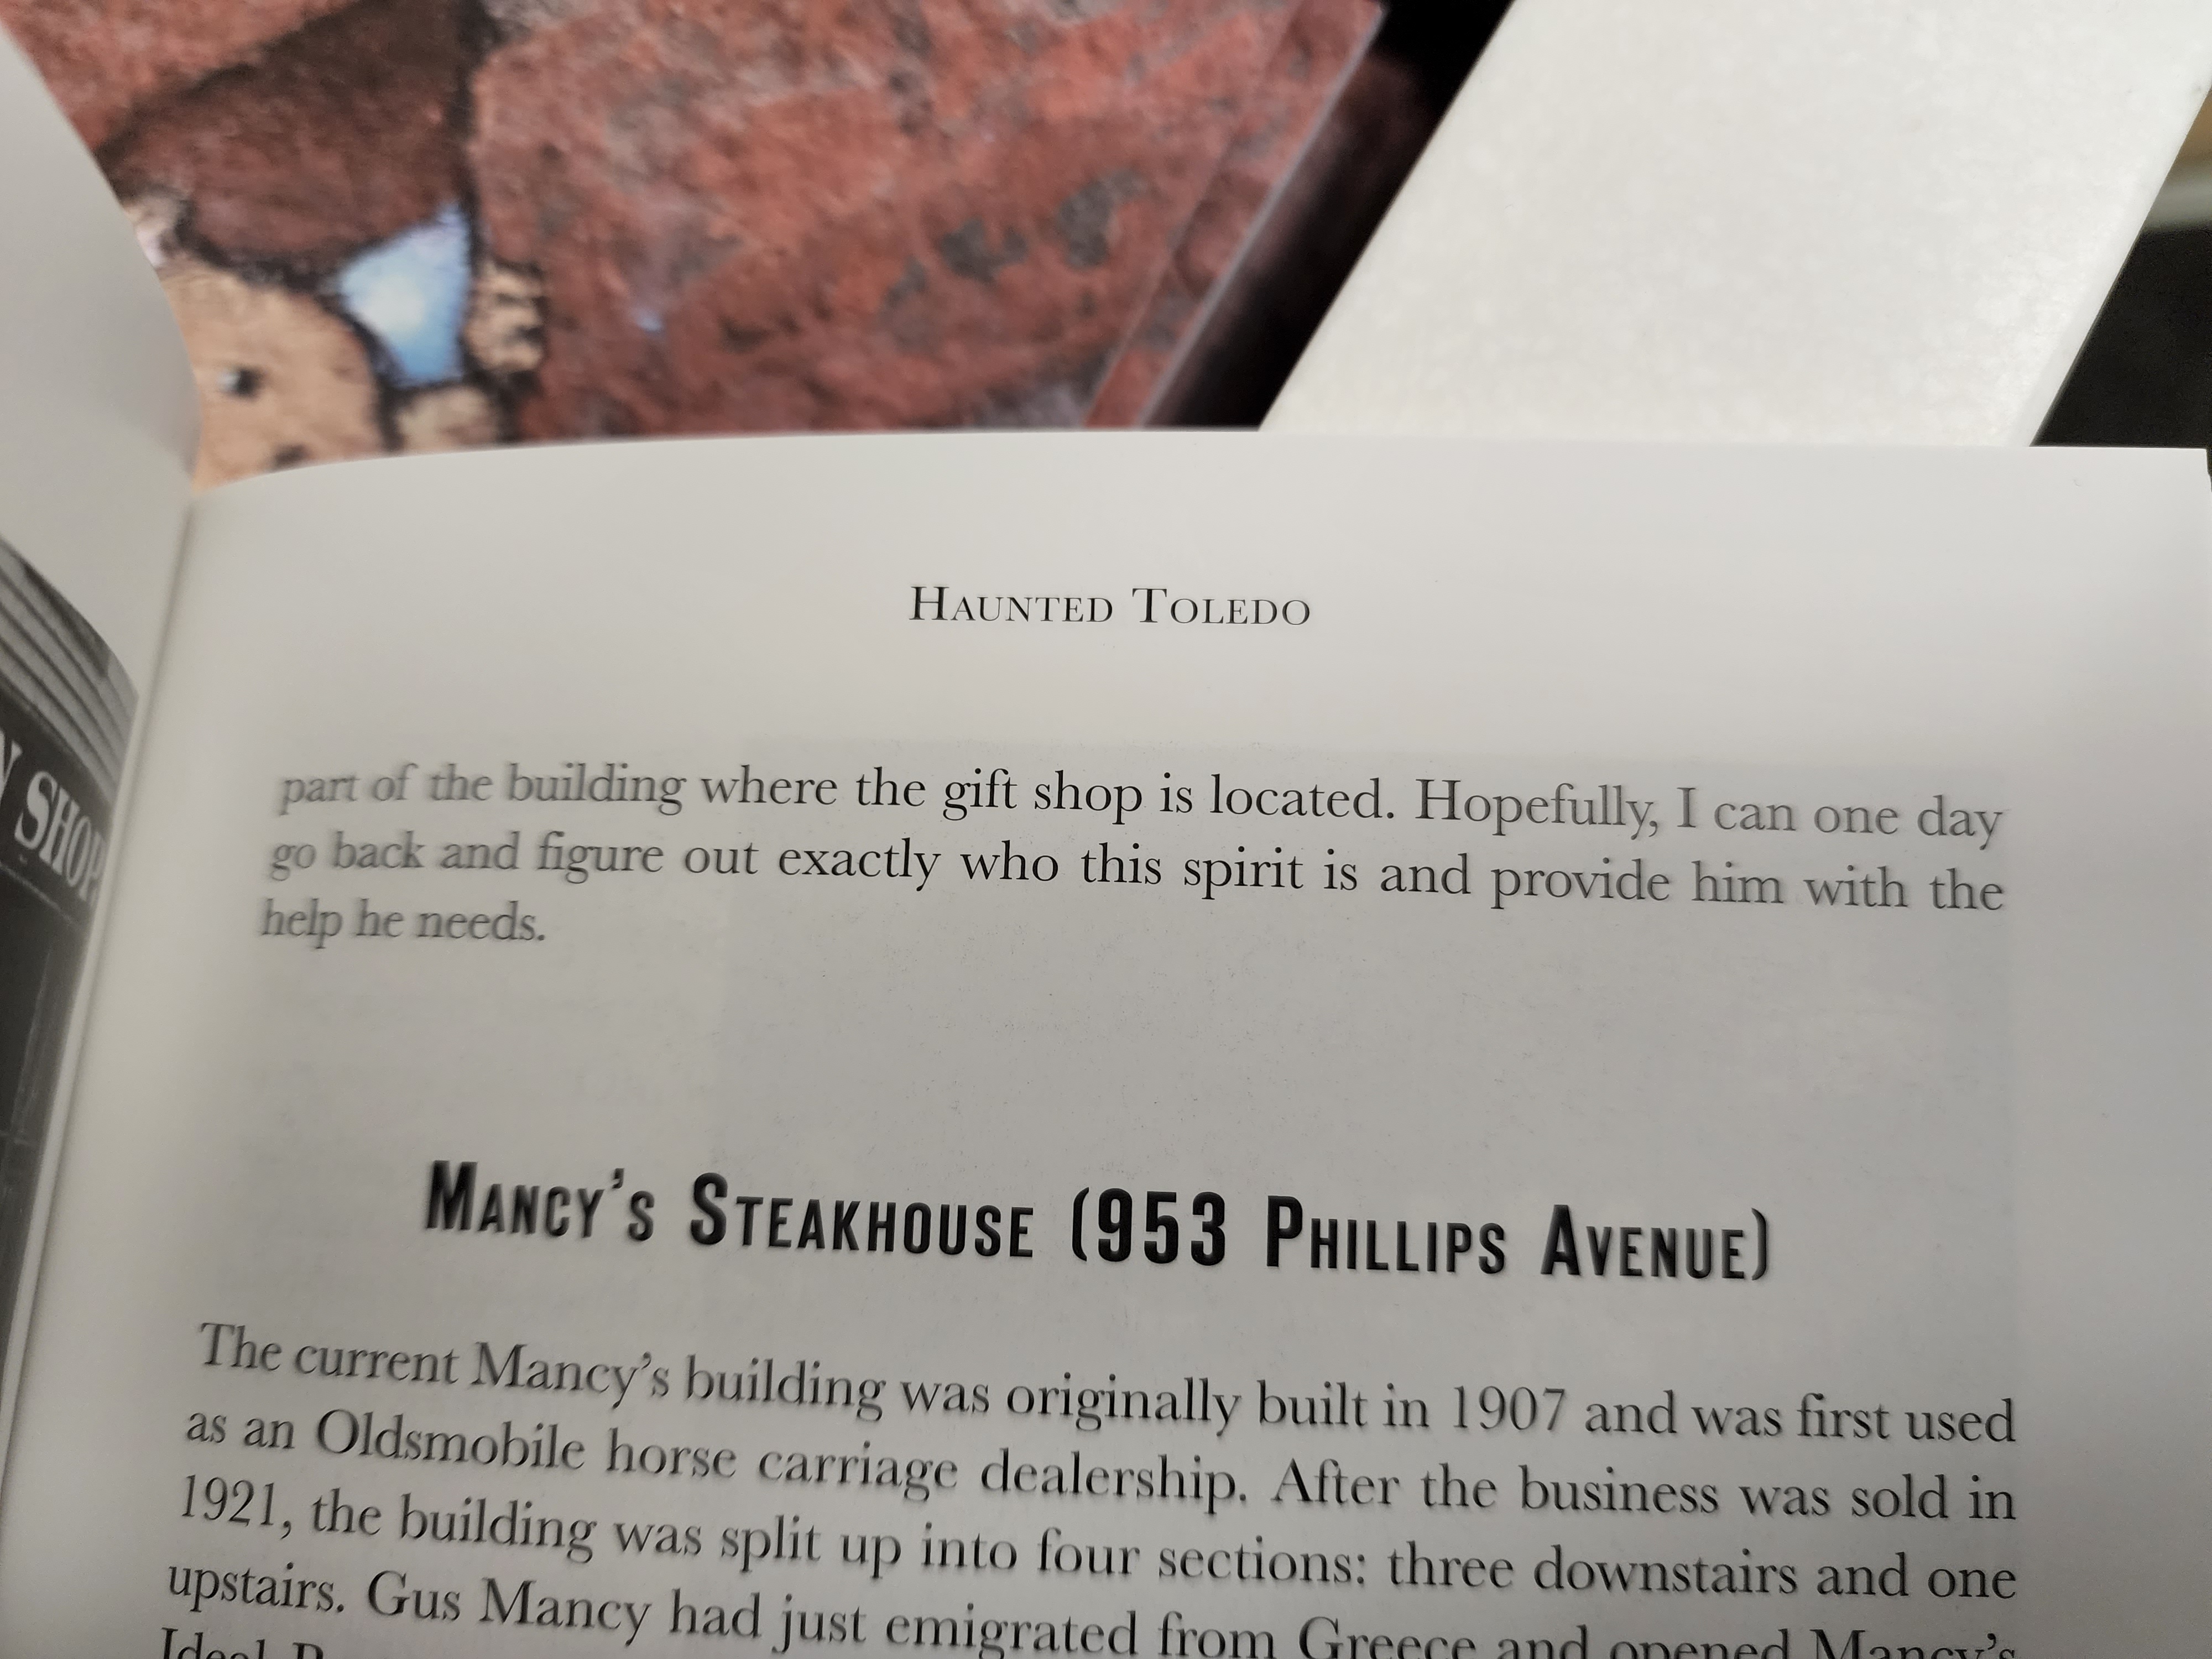 SHOP
HAUNTED TOLEDO
part of the building where the gift shop is located. Hopefully, I can one day
go back and figure out exactly who this spirit is and provide him with the
help he needs.
MANCY'S STEAKHOUSE (953 PHILLIPS AVENUE)
The current Mancy's building was originally built in 1907 and was first used
as an Oldsmobile horse carriage dealership. After the business was sold in
1921, the building was split up into four sections: three downstairs and one
upstairs. Gus Mancy had just emigrated from Greece and opened Mancy's
Ideal